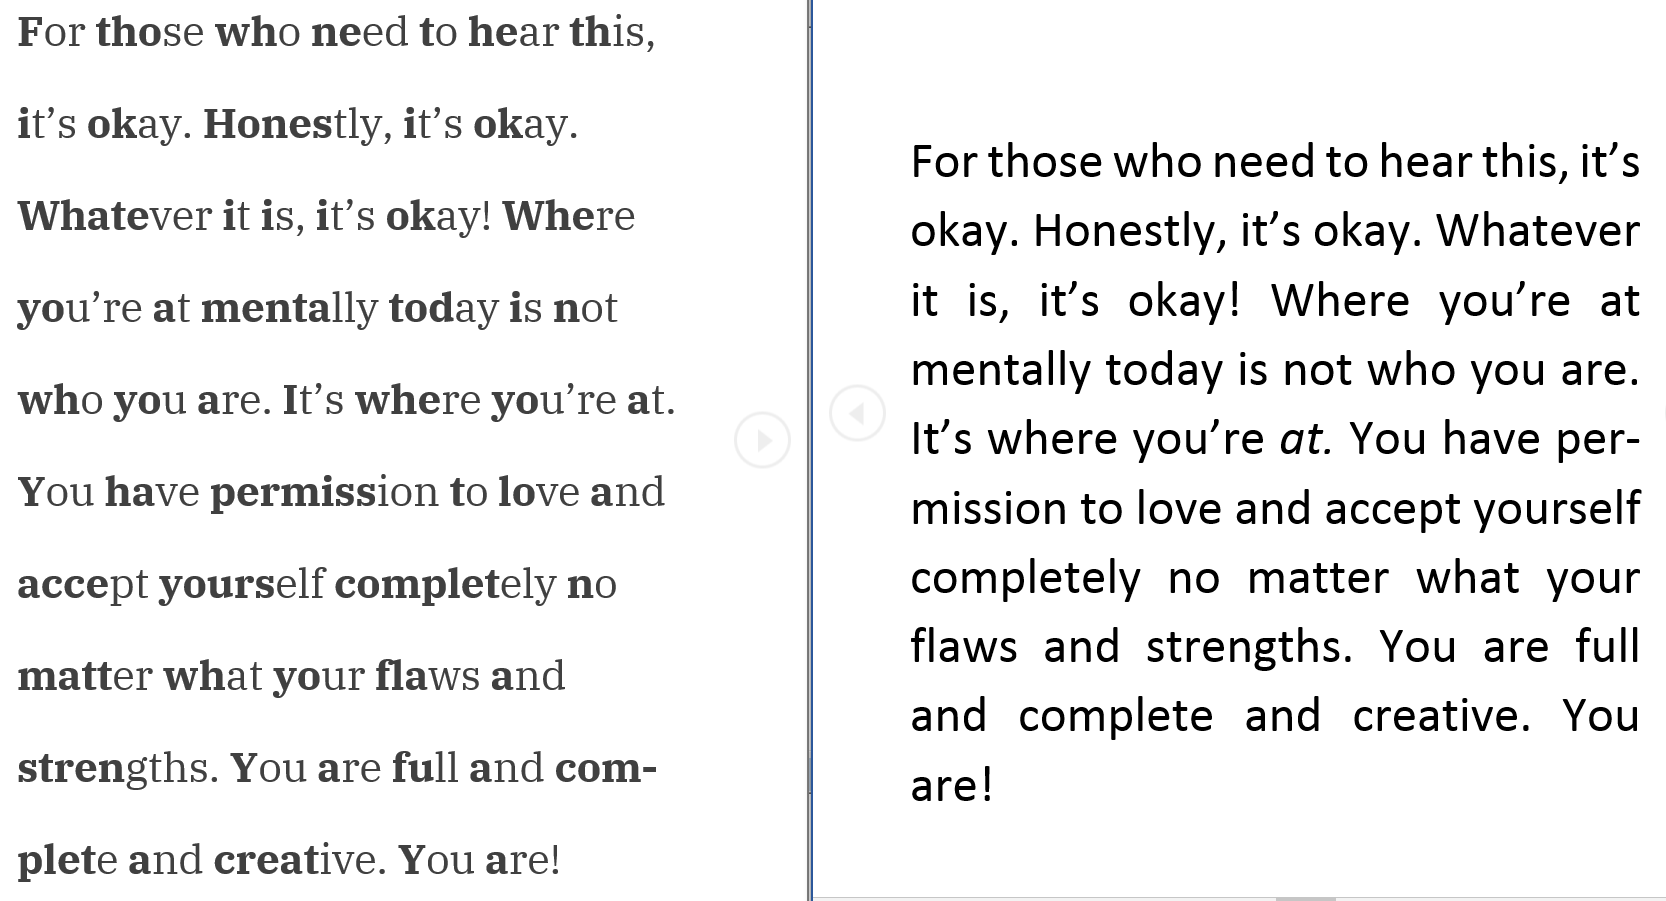 For those who need to hear this,
it’s okay. Honestly, it’s okay.
Whatever it is, it’s okay! Where
you’re at mentally today is not
who you are. It’s where you’re at.
You have permission to love and
accept yourself completely no
matter what your flaws and
strengths. You are full and com-
plete and creative. You are!
For those who need to hear this, it’s
okay. Honestly, it’s okay. Whatever
it is, it’s okay! Where you’re at
mentally today is not who you are.
It’s where you’re at. You have per-
mission to love and accept yourself
completely no matter what your
flaws and strengths. You are full
and complete and creative. You
are!